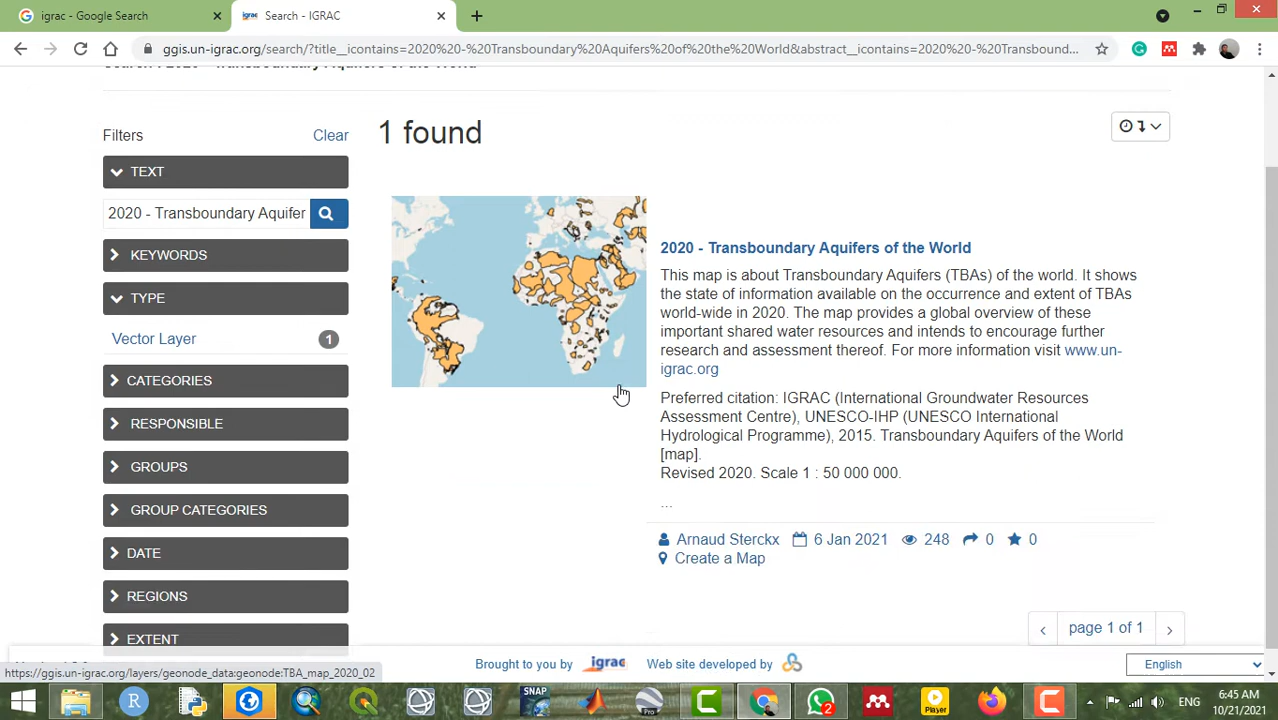 igrac - Google Search
igrac
Search - IGRAC
ggis.un-igrac.org/search/?title__icontains=2020%20-%20Transboundary%20Aquifers%20of%20the%20World&abstract__icontains=2020%20-%20Transbound...
Filters
Clear
TEXT
2020 - Transboundary Aquifer
KEYWORDS
TYPE
Vector Layer
1
CATEGORIES
RESPONSIBLE
GROUPS
GROUP CATEGORIES
DATE
REGIONS
EXTENT
1 found
2020 - Transboundary Aquifers of the World
This map is about Transboundary Aquifers (TBAs) of the world. It shows
the state of information available on the occurrence and extent of TBAs
world-wide in 2020. The map provides a global overview of these
important shared water resources and intends to encourage further
research and assessment thereof. For more information visit www.un-
igrac.org
Preferred citation: IGRAC (International Groundwater Resources
Assessment Centre), UNESCO-IHP (UNESCO International
Hydrological Programme), 2015. Transboundary Aquifers of the World
[map].
Revised 2020. Scale 1 : 50 000 000.
...
Arnaud Sterckx 6 Jan 2021 248 0 0
Create a Map
‹ page 1 of 1 ›
Brought to you by igrac Web site developed by
English
https://ggis.un-igrac.org/layers/geonode_data:geonode:TBA_map_2020_02
R
SNAP
2
Player
ENG
6:45 AM
10/21/2021